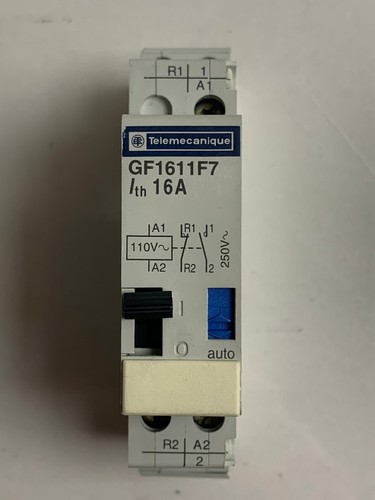 R1 1
A1
Telemecanique
GF1611F7
Ith 16A
A1 R1 1
110V~ 250V~
A2 R2 2
I
0
auto
R2 A2
2